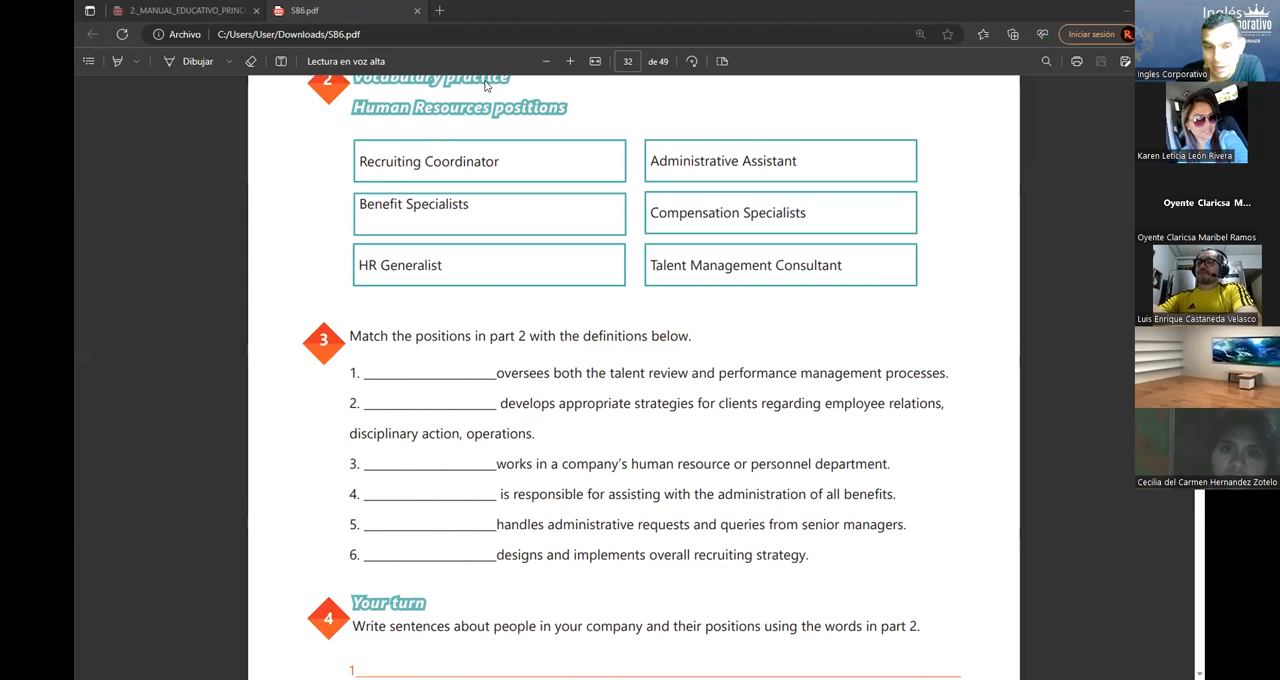 2._MANUAL_EDUCATIVO_PRINC
SB6.pdf
Archivo
C:/Users/User/Downloads/SB6.pdf
Iniciar sesión
Dibujar
Lectura en voz alta
32
de 49
2
Vocabulary practice
Human Resources positions
Recruiting Coordinator
Administrative Assistant
Benefit Specialists
Compensation Specialists
HR Generalist
Talent Management Consultant
3
Match the positions in part 2 with the definitions below.
1. ___________________oversees both the talent review and performance management processes.
2. ___________________ develops appropriate strategies for clients regarding employee relations,
disciplinary action, operations.
3. ___________________works in a company's human resource or personnel department.
4. ___________________ is responsible for assisting with the administration of all benefits.
5. ___________________handles administrative requests and queries from senior managers.
6. ___________________designs and implements overall recruiting strategy.
4
Your turn
Write sentences about people in your company and their positions using the words in part 2.
1
Inglés
Ingles Corporativo
Karen Leticia León Rivera
Oyente Claricsa M...
Oyente Claricsa Maribel Ramos
Luis Enrique Castaneda Velasco
Cecilia del Carmen Hernandez Zotelo